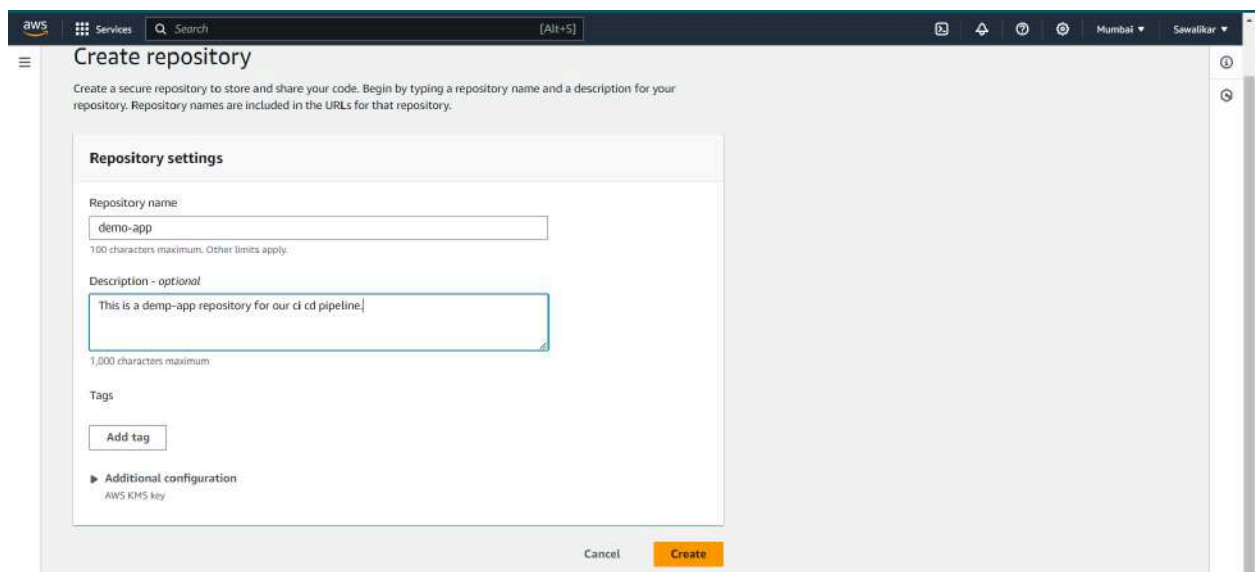 aws Services Search [Alt+S] Mumbai Sawalikar
Create repository
Create a secure repository to store and share your code. Begin by typing a repository name and a description for your
repository. Repository names are included in the URLs for that repository.
Repository settings
Repository name
demo-app
100 characters maximum. Other limits apply.
Description - optional
This is a demp-app repository for our ci cd pipeline.
1,000 characters maximum
Tags
Add tag
Additional configuration
AWS KMS key
Cancel Create